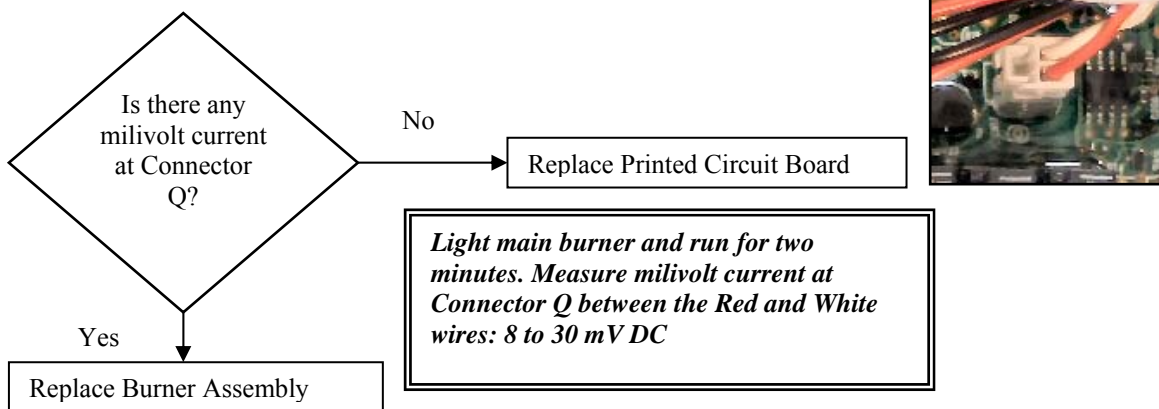 Is there any
milivolt current
at Connector
Q?
No
Replace Printed Circuit Board
Light main burner and run for two
minutes. Measure milivolt current at
Connector Q between the Red and White
wires: 8 to 30 mV DC
Yes
Replace Burner Assembly